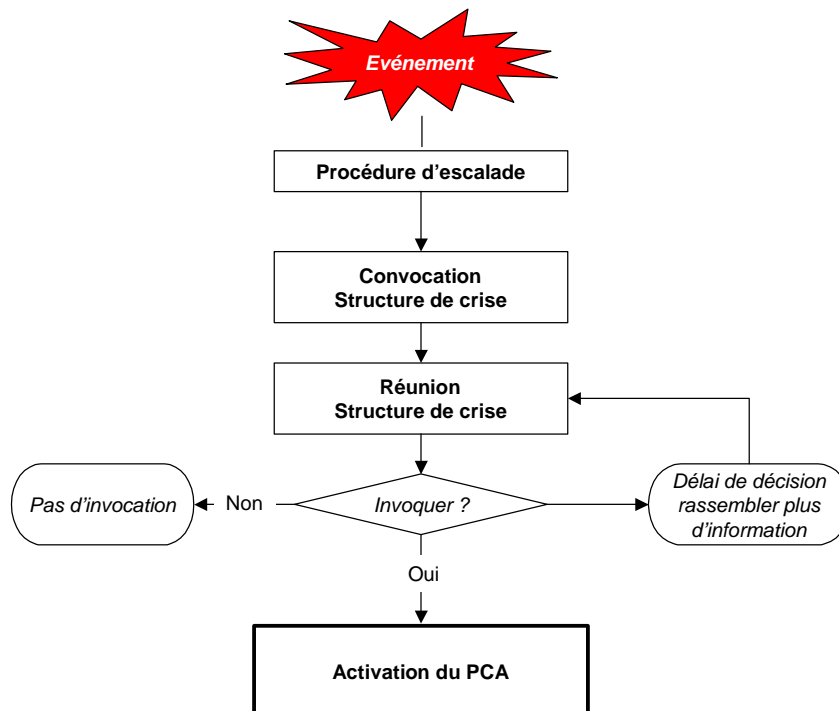 Evénement
Procédure d'escalade
Convocation
Structure de crise
Réunion
Structure de crise
Pas d'invocation
Non
Invoquer ?
Délai de décision
rassembler plus
d'information
Oui
Activation du PCA